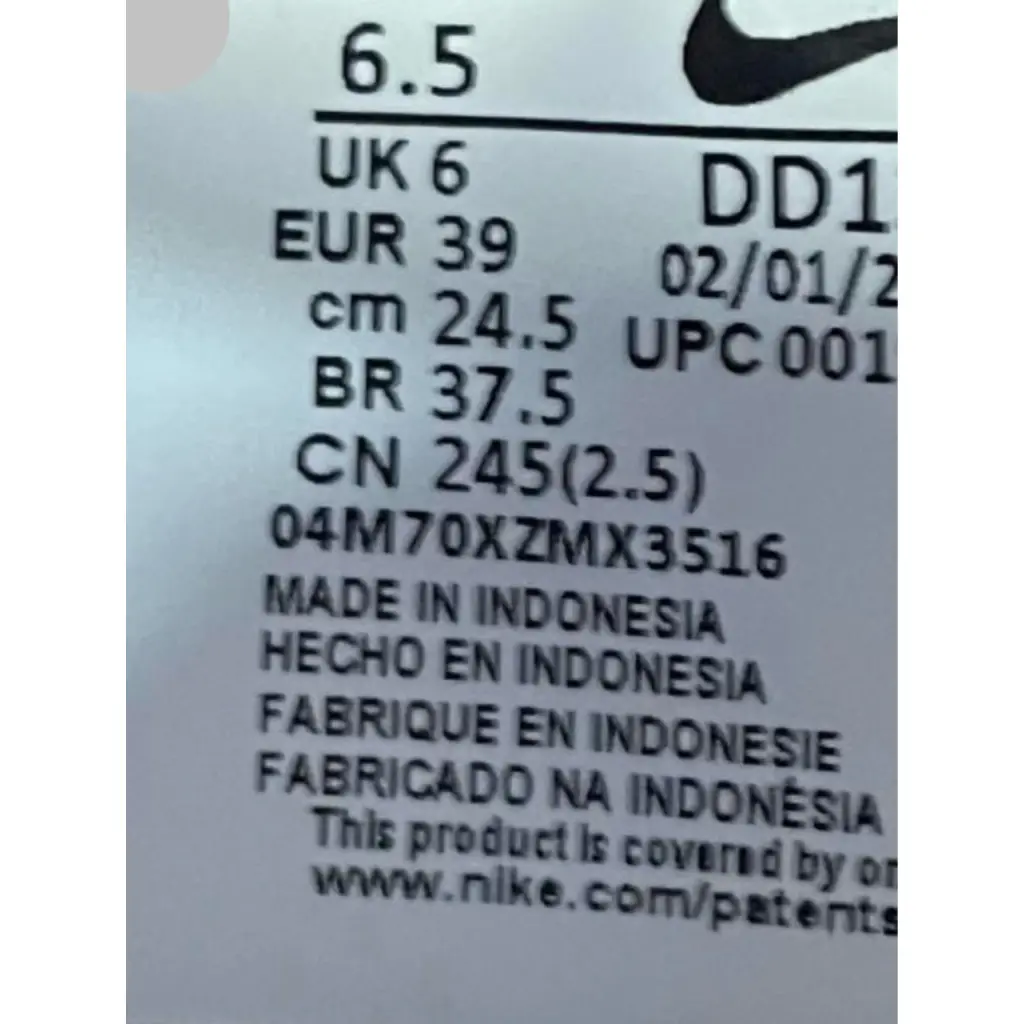 6.5
UK 6
EUR 39
cm 24.5
BR 37.5
CN 245(2.5)
DD1
02/01/2
UPC 001
04M70XZMX3516
MADE IN INDONESIA
HECHO EN INDONESIA
FABRIQUE EN INDONESIE
FABRICADO NA INDONÉSIA
This product is covered by or
www.nike.com/patents